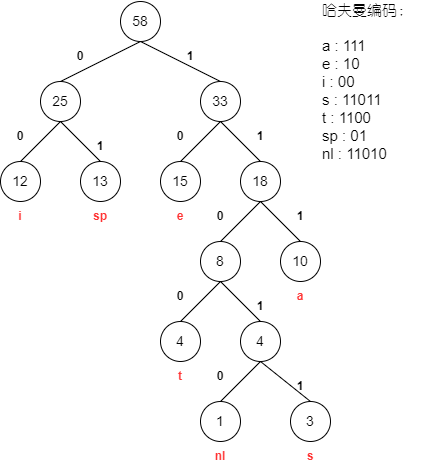 58
哈夫曼编码：
0 1
a : 111
e : 10
25 33
i : 00
s : 11011
0 1 0 1
t : 1100
sp : 01
nl : 11010
12 13 15 18
i sp e
0 1
8 10
a
0 1
4 4
t
0 1
1 3
nl s